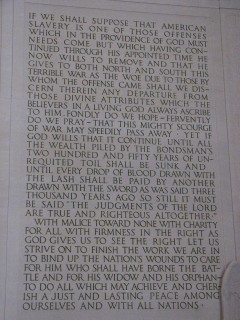 IF WE SHALL SUPPOSE THAT AMERICAN
SLAVERY IS ONE OF THOSE OFFENSES
WHICH IN THE PROVIDENCE OF GOD MUST
NEEDS COME BUT WHICH HAVING CON-
TINUED THROUGH HIS APPOINTED TIME HE
NOW WILLS TO REMOVE AND THAT HE
GIVES TO BOTH NORTH AND SOUTH THIS
TERRIBLE WAR AS THE WOE DUE TO THOSE BY
WHOM THE OFFENSE CAME SHALL WE DIS-
CERN THEREIN ANY DEPARTURE FROM
THOSE DIVINE ATTRIBUTES WHICH THE
BELIEVERS IN A LIVING GOD ALWAYS ASCRIBE
TO HIM. FONDLY DO WE HOPE - FERVENT-
LY DO WE PRAY - THAT THIS MIGHTY SCOURGE
OF WAR MAY SPEEDILY PASS AWAY · YET IF
GOD WILLS THAT IT CONTINUE UNTIL ALL
THE WEALTH PILED BY THE BONDSMAN'S
TWO HUNDRED AND FIFTY YEARS OF UN-
REQUITED TOIL SHALL BE SUNK AND
UNTIL EVERY DROP OF BLOOD DRAWN WITH
THE LASH SHALL BE PAID BY ANOTHER
DRAWN WITH THE SWORD AS WAS SAID THREE
THOUSAND YEARS AGO SO STILL IT MUST
BE SAID "THE JUDGMENTS OF THE LORD
ARE TRUE AND RIGHTEOUS ALTOGETHER·"
WITH MALICE TOWARD NONE WITH CHARITY
FOR ALL WITH FIRMNESS IN THE RIGHT AS
GOD GIVES US TO SEE THE RIGHT LET US
STRIVE ON TO FINISH THE WORK WE ARE IN
TO BIND UP THE NATION'S WOUNDS TO CARE
FOR HIM WHO SHALL HAVE BORNE THE BAT-
TLE AND FOR HIS WIDOW AND HIS ORPHAN -
TO DO ALL WHICH MAY ACHIEVE AND CHER-
ISH A JUST AND LASTING PEACE AMONG
OURSELVES AND WITH ALL NATIONS ·